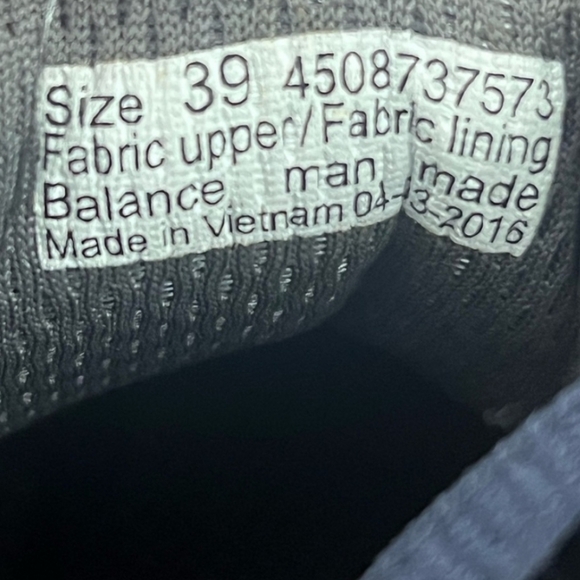 Size 39 4508737573
Fabric upper/Fabric lining
Balance man made
Made in Vietnam 04-13-2016